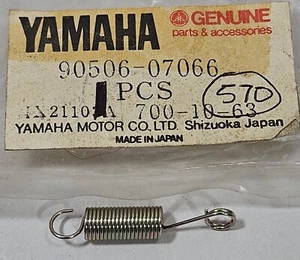 YAMAHA GENUINE
parts & accessories
90506-07066
1 PCS 570
700-10-63
YAMAHA MOTOR CO., LTD. Shizuoka Japan
MADE IN JAPAN